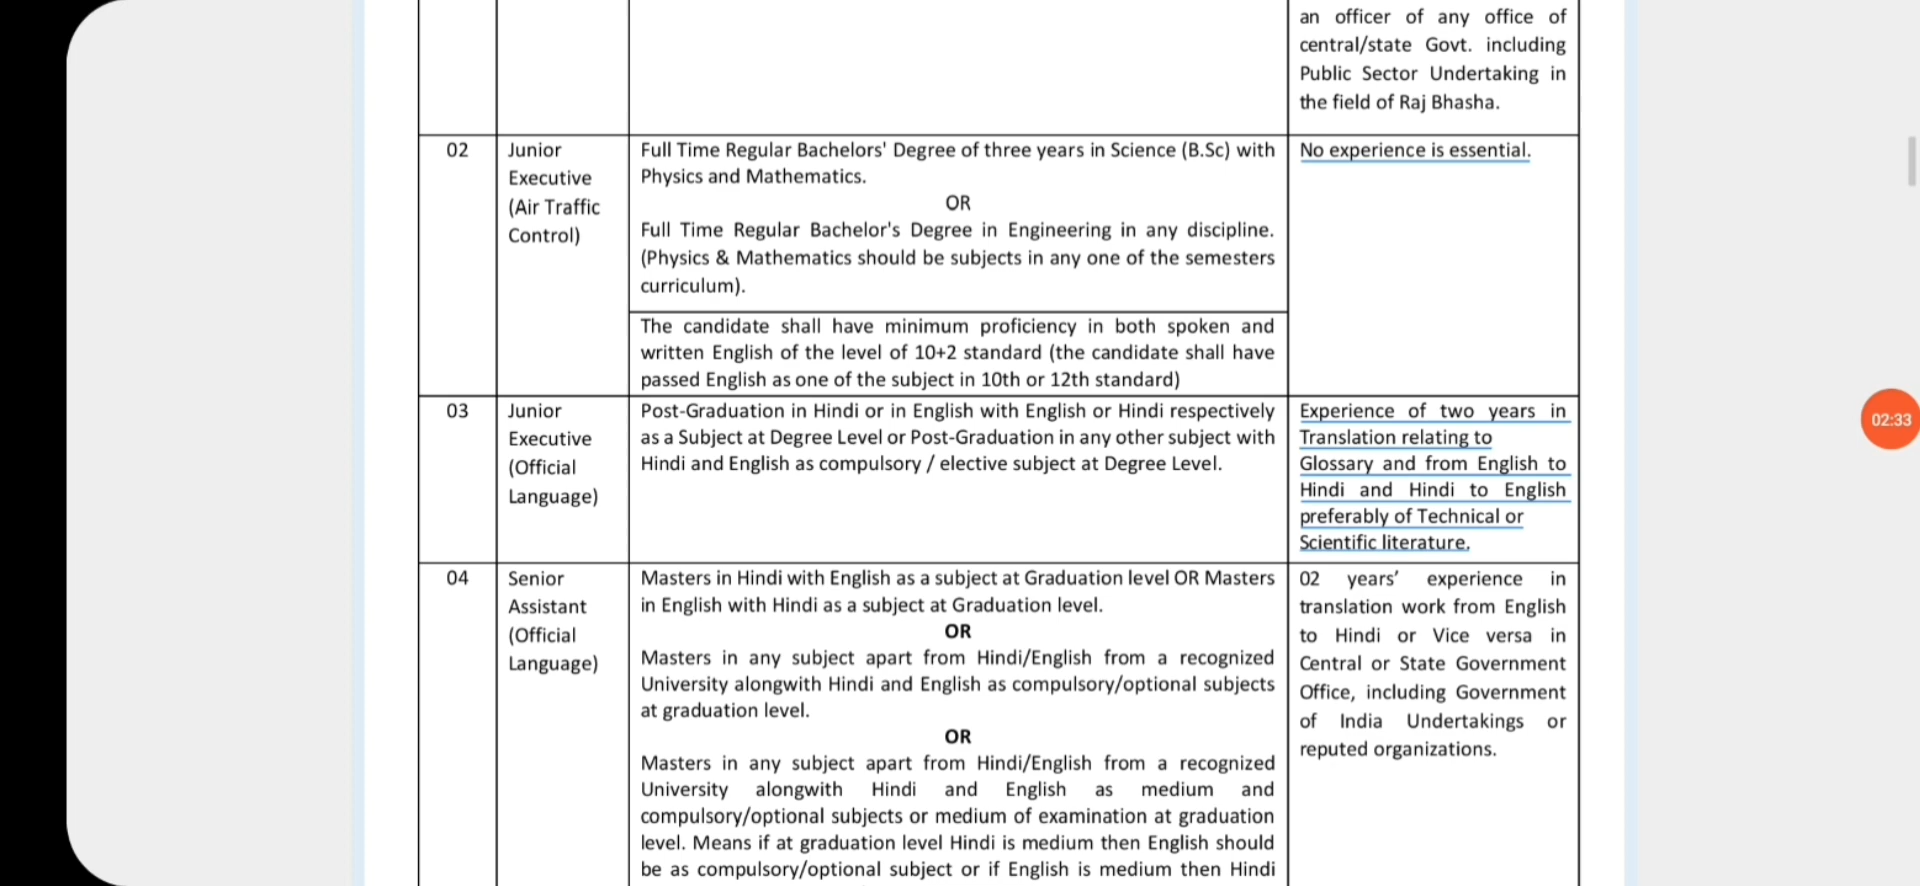 an officer of any office of
central/state Govt. including
Public Sector Undertaking in
the field of Raj Bhasha.
02
Junior
Executive
(Air Traffic
Control)
Full Time Regular Bachelors' Degree of three years in Science (B.Sc) with
Physics and Mathematics.
OR
Full Time Regular Bachelor's Degree in Engineering in any discipline.
(Physics & Mathematics should be subjects in any one of the semesters
curriculum).
The candidate shall have minimum proficiency in both spoken and
written English of the level of 10+2 standard (the candidate shall have
passed English as one of the subject in 10th or 12th standard)
No experience is essential.
03
Junior
Executive
(Official
Language)
Post-Graduation in Hindi or in English with English or Hindi respectively
as a Subject at Degree Level or Post-Graduation in any other subject with
Hindi and English as compulsory / elective subject at Degree Level.
Experience of two years in
Translation relating to
Glossary and from English to
Hindi and Hindi to English
preferably of Technical or
Scientific literature.
04
Senior
Assistant
(Official
Language)
Masters in Hindi with English as a subject at Graduation level OR Masters
in English with Hindi as a subject at Graduation level.
OR
Masters in any subject apart from Hindi/English from a recognized
University alongwith Hindi and English as compulsory/optional subjects
at graduation level.
OR
Masters in any subject apart from Hindi/English from a recognized
University alongwith Hindi and English as medium and
compulsory/optional subjects or medium of examination at graduation
level. Means if at graduation level Hindi is medium then English should
be as compulsory/optional subject or if English is medium then Hindi
02 years’ experience in
translation work from English
to Hindi or Vice versa in
Central or State Government
Office, including Government
of India Undertakings or
reputed organizations.
02:33